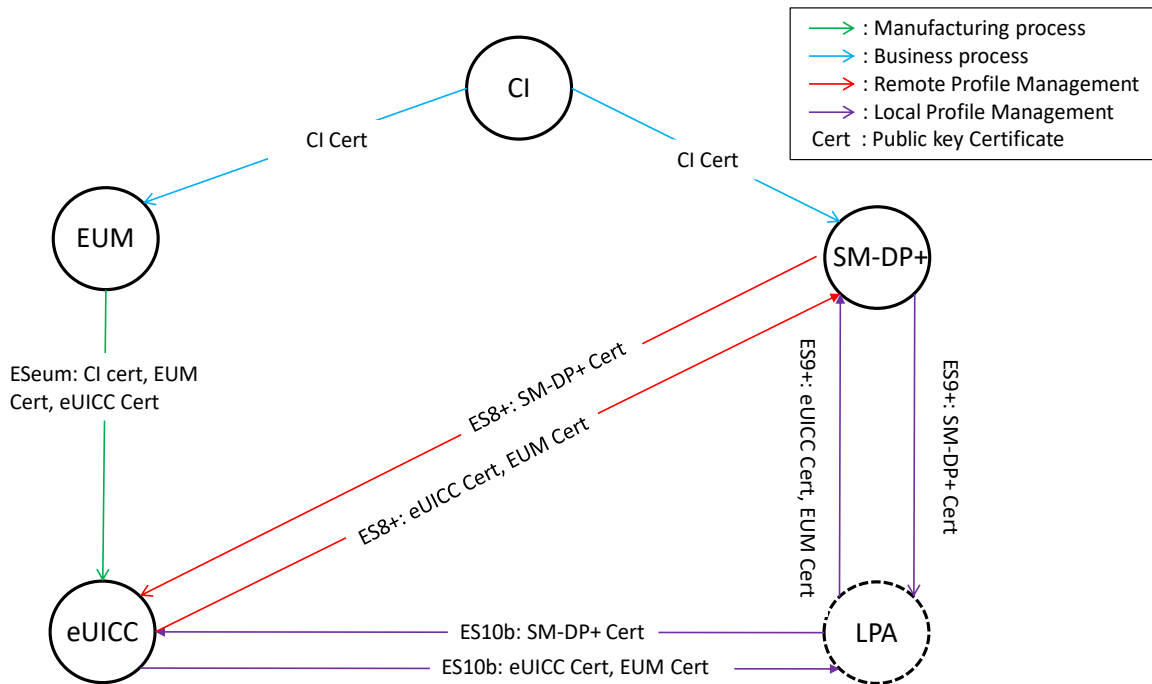 : Manufacturing process
: Business process
: Remote Profile Management
: Local Profile Management
Cert : Public key Certificate
CI
CI Cert
CI Cert
EUM
SM-DP+
ESeum: CI cert, EUM
Cert, eUICC Cert
ES8+: SM-DP+ Cert
ES8+: eUICC Cert, EUM Cert
ES9+: eUICC Cert, EUM Cert
ES9+: SM-DP+ Cert
eUICC
ES10b: SM-DP+ Cert
LPA
ES10b: eUICC Cert, EUM Cert